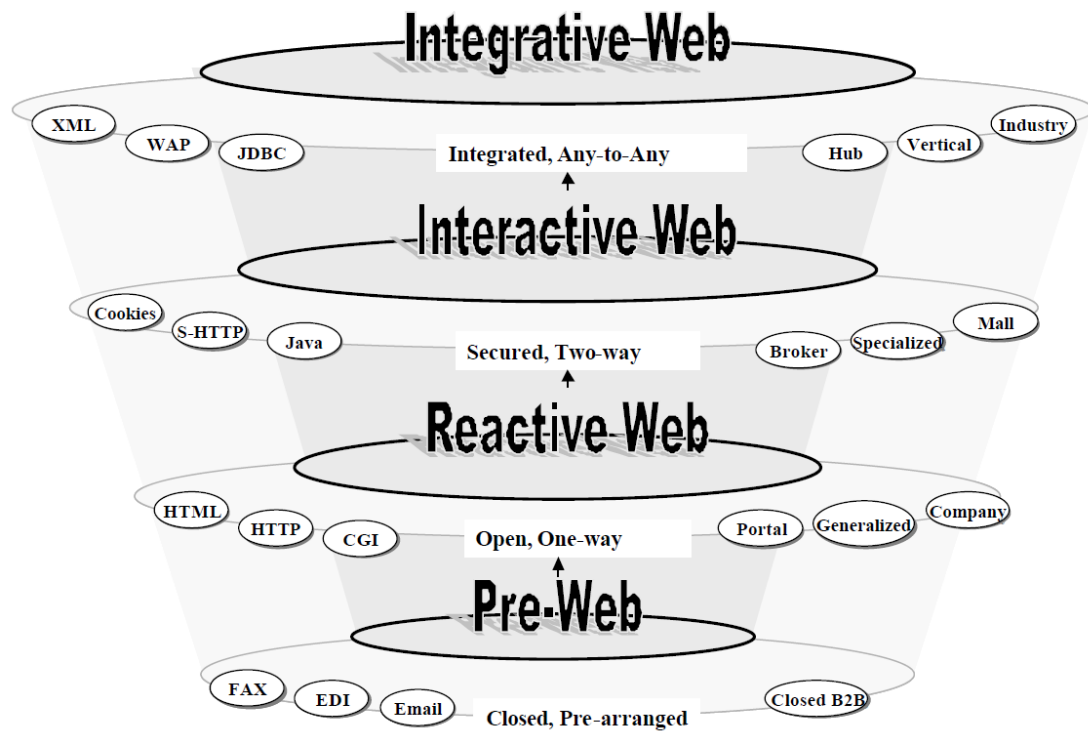 Integrative Web
XML
WAP
JDBC
Integrated, Any-to-Any
Hub
Vertical
Industry
Interactive Web
Cookies
S-HTTP
Java
Secured, Two-way
Broker
Specialized
Mall
Reactive Web
HTML
HTTP
CGI
Open, One-way
Portal
Generalized
Company
Pre-Web
FAX
EDI
Email
Closed, Pre-arranged
Closed B2B